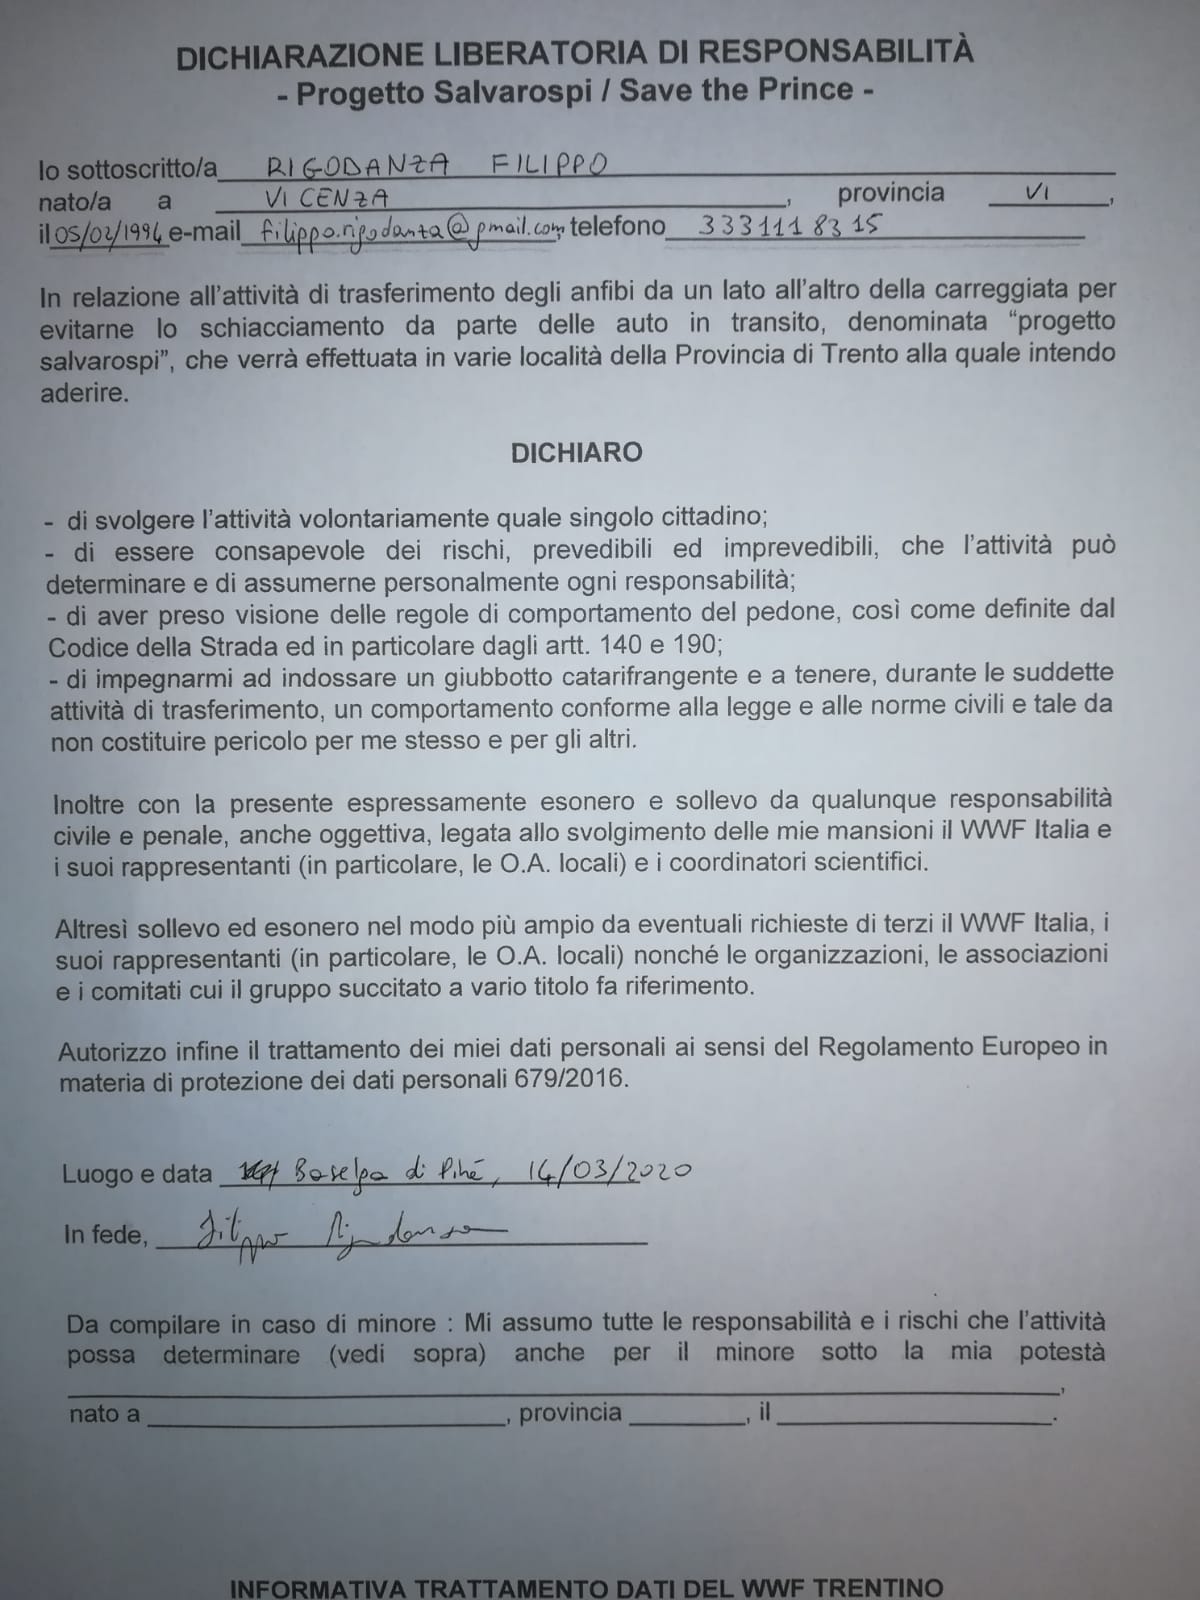 DICHIARAZIONE LIBERATORIA DI RESPONSABILITÀ
- Progetto Salvarospi / Save the Prince -
Io sottoscritto/a RIGODANZA FILIPPO
nato/a a VICENZA, provincia VI,
il 05/02/1994 e-mail filippo.rigodanza@gmail.com, telefono 3331118315
In relazione all'attività di trasferimento degli anfibi da un lato all'altro della carreggiata per
evitarne lo schiacciamento da parte delle auto in transito, denominata “progetto
salvarospi”, che verrà effettuata in varie località della Provincia di Trento alla quale intendo
aderire.
DICHIARO
- di svolgere l'attività volontariamente quale singolo cittadino;
- di essere consapevole dei rischi, prevedibili ed imprevedibili, che l'attività può
determinare e di assumerne personalmente ogni responsabilità;
- di aver preso visione delle regole di comportamento del pedone, così come definite dal
Codice della Strada ed in particolare dagli artt. 140 e 190;
- di impegnarmi ad indossare un giubbotto catarifrangente e a tenere, durante le suddette
attività di trasferimento, un comportamento conforme alla legge e alle norme civili e tale da
non costituire pericolo per me stesso e per gli altri.
Inoltre con la presente espressamente esonero e sollevo da qualunque responsabilità
civile e penale, anche oggettiva, legata allo svolgimento delle mie mansioni il WWF Italia e
i suoi rappresentanti (in particolare, le O.A. locali) e i coordinatori scientifici.
Altresì sollevo ed esonero nel modo più ampio da eventuali richieste di terzi il WWF Italia, i
suoi rappresentanti (in particolare, le O.A. locali) nonché le organizzazioni, le associazioni
e i comitati cui il gruppo succitato a vario titolo fa riferimento.
Autorizzo infine il trattamento dei miei dati personali ai sensi del Regolamento Europeo in
materia di protezione dei dati personali 679/2016.
Luogo e data Baselga di Piné, 14/03/2020
In fede, Filippo Rigodanza
Da compilare in caso di minore : Mi assumo tutte le responsabilità e i rischi che l'attività
possa determinare (vedi sopra) anche per il minore sotto la mia potestà
,
nato a , provincia , il .
INFORMATIVA TRATTAMENTO DATI DEL WWF TRENTINO